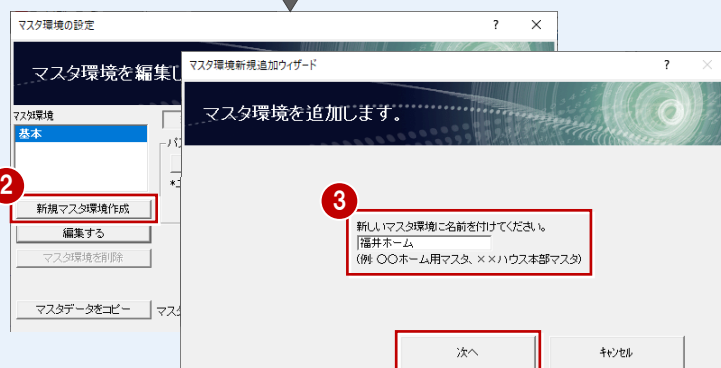 マスタ環境の設定
? ×
マスタ環境を編集し
マスタ環境
基本
2
新規マスタ環境作成
編集する
マスタ環境を削除
マスタデータをコピー
マスタ環境新規追加ウィザード
? ×
マスタ環境を追加します。
3
新しいマスタ環境に名前を付けてください。
福井ホーム
(例: 〇〇ホーム用マスタ、××ハウス本部マスタ)
次へ
キャンセル